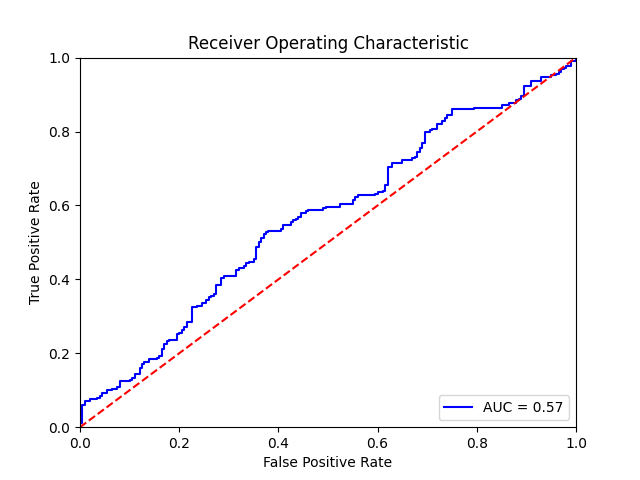 Receiver Operating Characteristic
1.0
0.8
0.6
0.4
0.2
0.0
True Positive Rate
AUC = 0.57
0.0 0.2 0.4 0.6 0.8 1.0
False Positive Rate